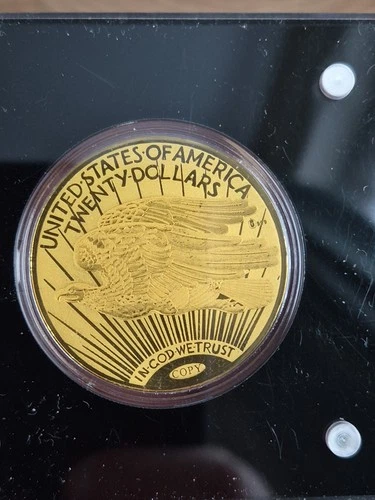 UNITED·STATES·OF·AMERICA
TWENTY·DOLLARS
IN·GOD·WE·TRUST
COPY